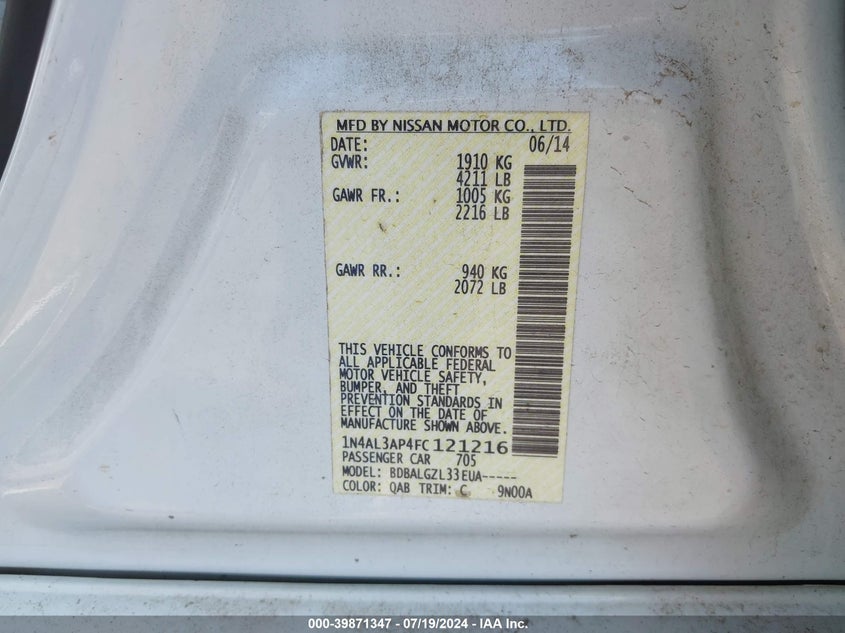 MFD BY NISSAN MOTOR CO., LTD.
DATE: 06/14
GVWR: 1910 KG
4211 LB
GAWR FR.: 1005 KG
2216 LB
GAWR RR.: 940 KG
2072 LB
THIS VEHICLE CONFORMS TO
ALL APPLICABLE FEDERAL
MOTOR VEHICLE SAFETY,
BUMPER, AND THEFT
PREVENTION STANDARDS IN
EFFECT ON THE DATE OF
MANUFACTURE SHOWN ABOVE.
1N4AL3AP4FC121216
PASSENGER CAR 705
MODEL: BDBALGZL33EUA-----
COLOR: QAB TRIM: C 9N00A
000-39871347 - 07/19/2024 - IAAI.com